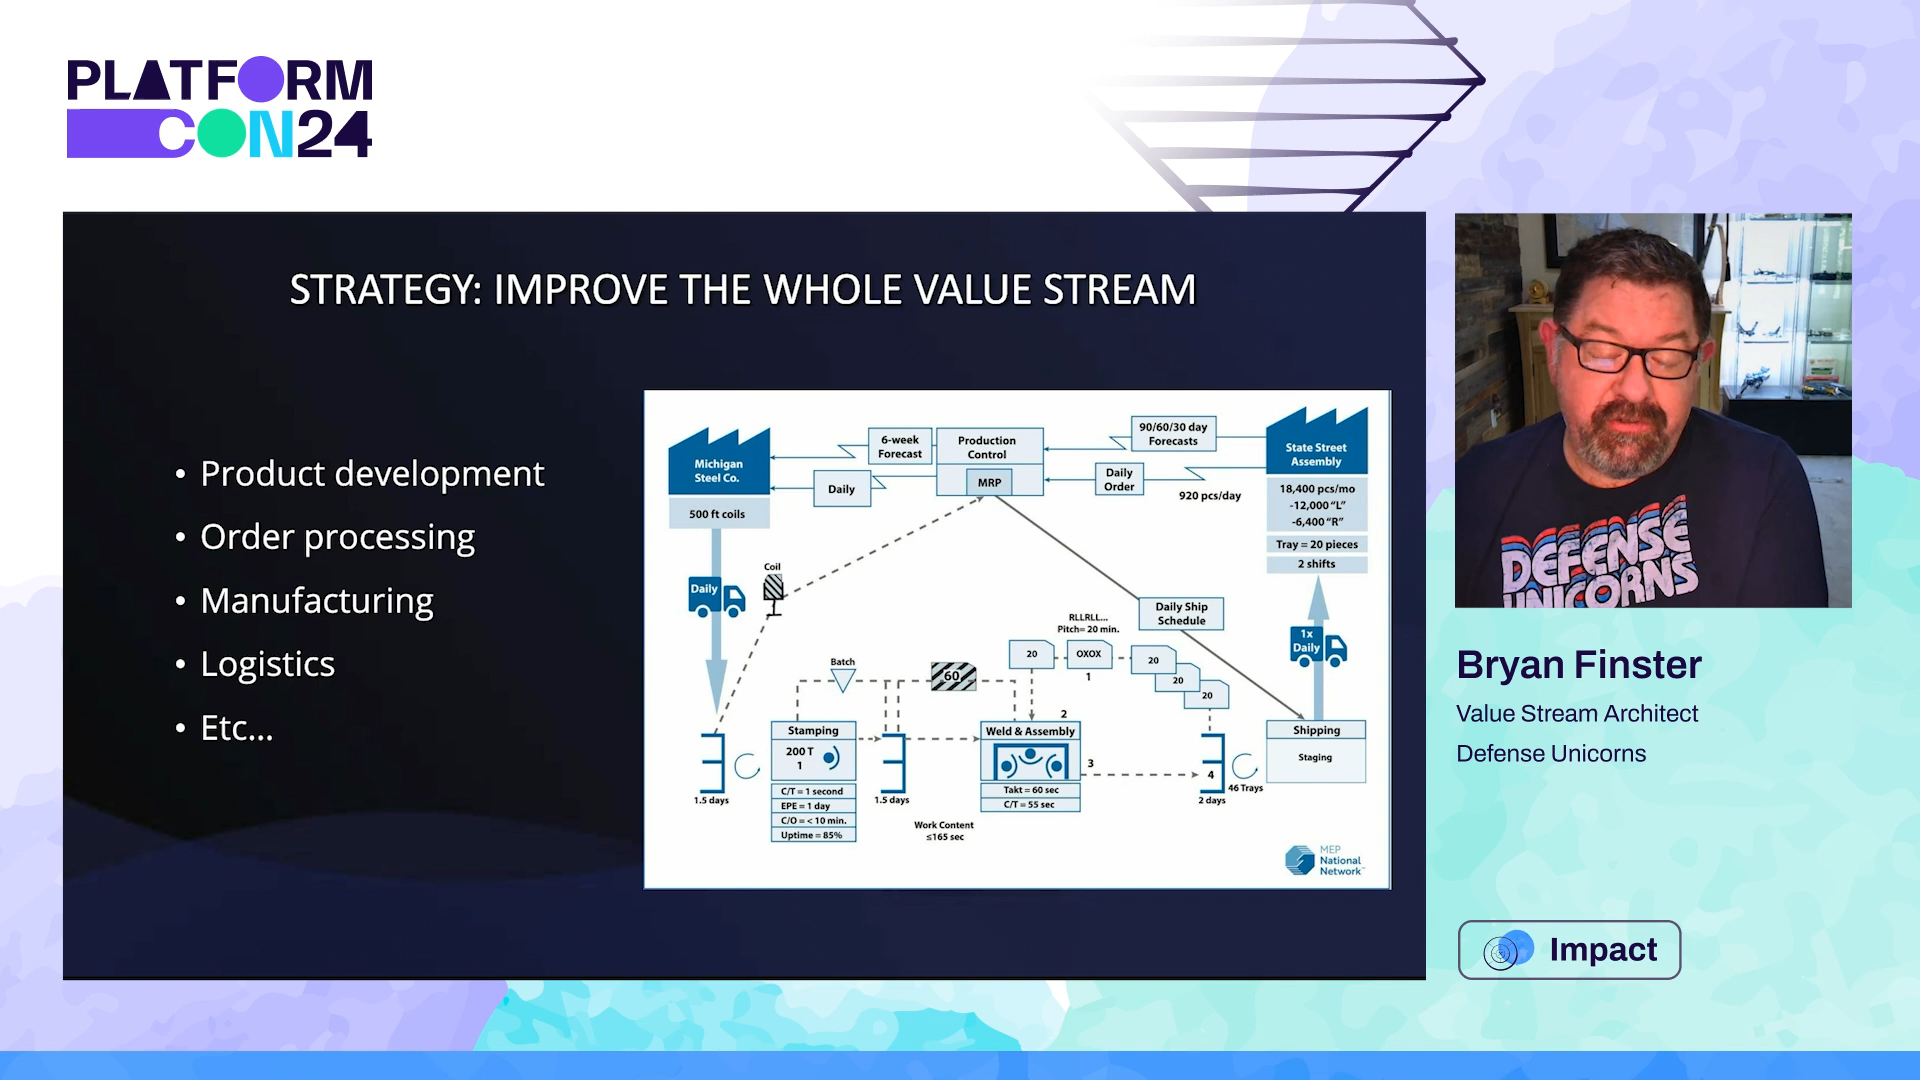 PLATFORM
CON24
STRATEGY: IMPROVE THE WHOLE VALUE STREAM
• Product development
• Order processing
• Manufacturing
• Logistics
• Etc...
Michigan
Steel Co.
500 ft coils
6-week
Forecast
Daily
Production
Control
MRP
90/60/30 day
Forecasts
Daily
Order
920 pcs/day
State Street
Assembly
18,400 pcs/mo
-12,000 “L”
-6,400 “R”
Tray = 20 pieces
2 shifts
Daily
Coil
Daily Ship
Schedule
1x
Daily
RLLRLL...
Pitch= 20 min.
20
OXOX
1
20
20
20
Batch
60
1.5 days
Stamping
200 T
1
C/T = 1 second
EPE = 1 day
C/O = < 10 min.
Uptime = 85%
1.5 days
Work Content
≤165 sec
2
Weld & Assembly
Takt = 60 sec
C/T = 55 sec
3
4
2 days
46 Trays
Shipping
Staging
MEP
National
Network™
DEFENSE
UNICORNS
Bryan Finster
Value Stream Architect
Defense Unicorns
Impact